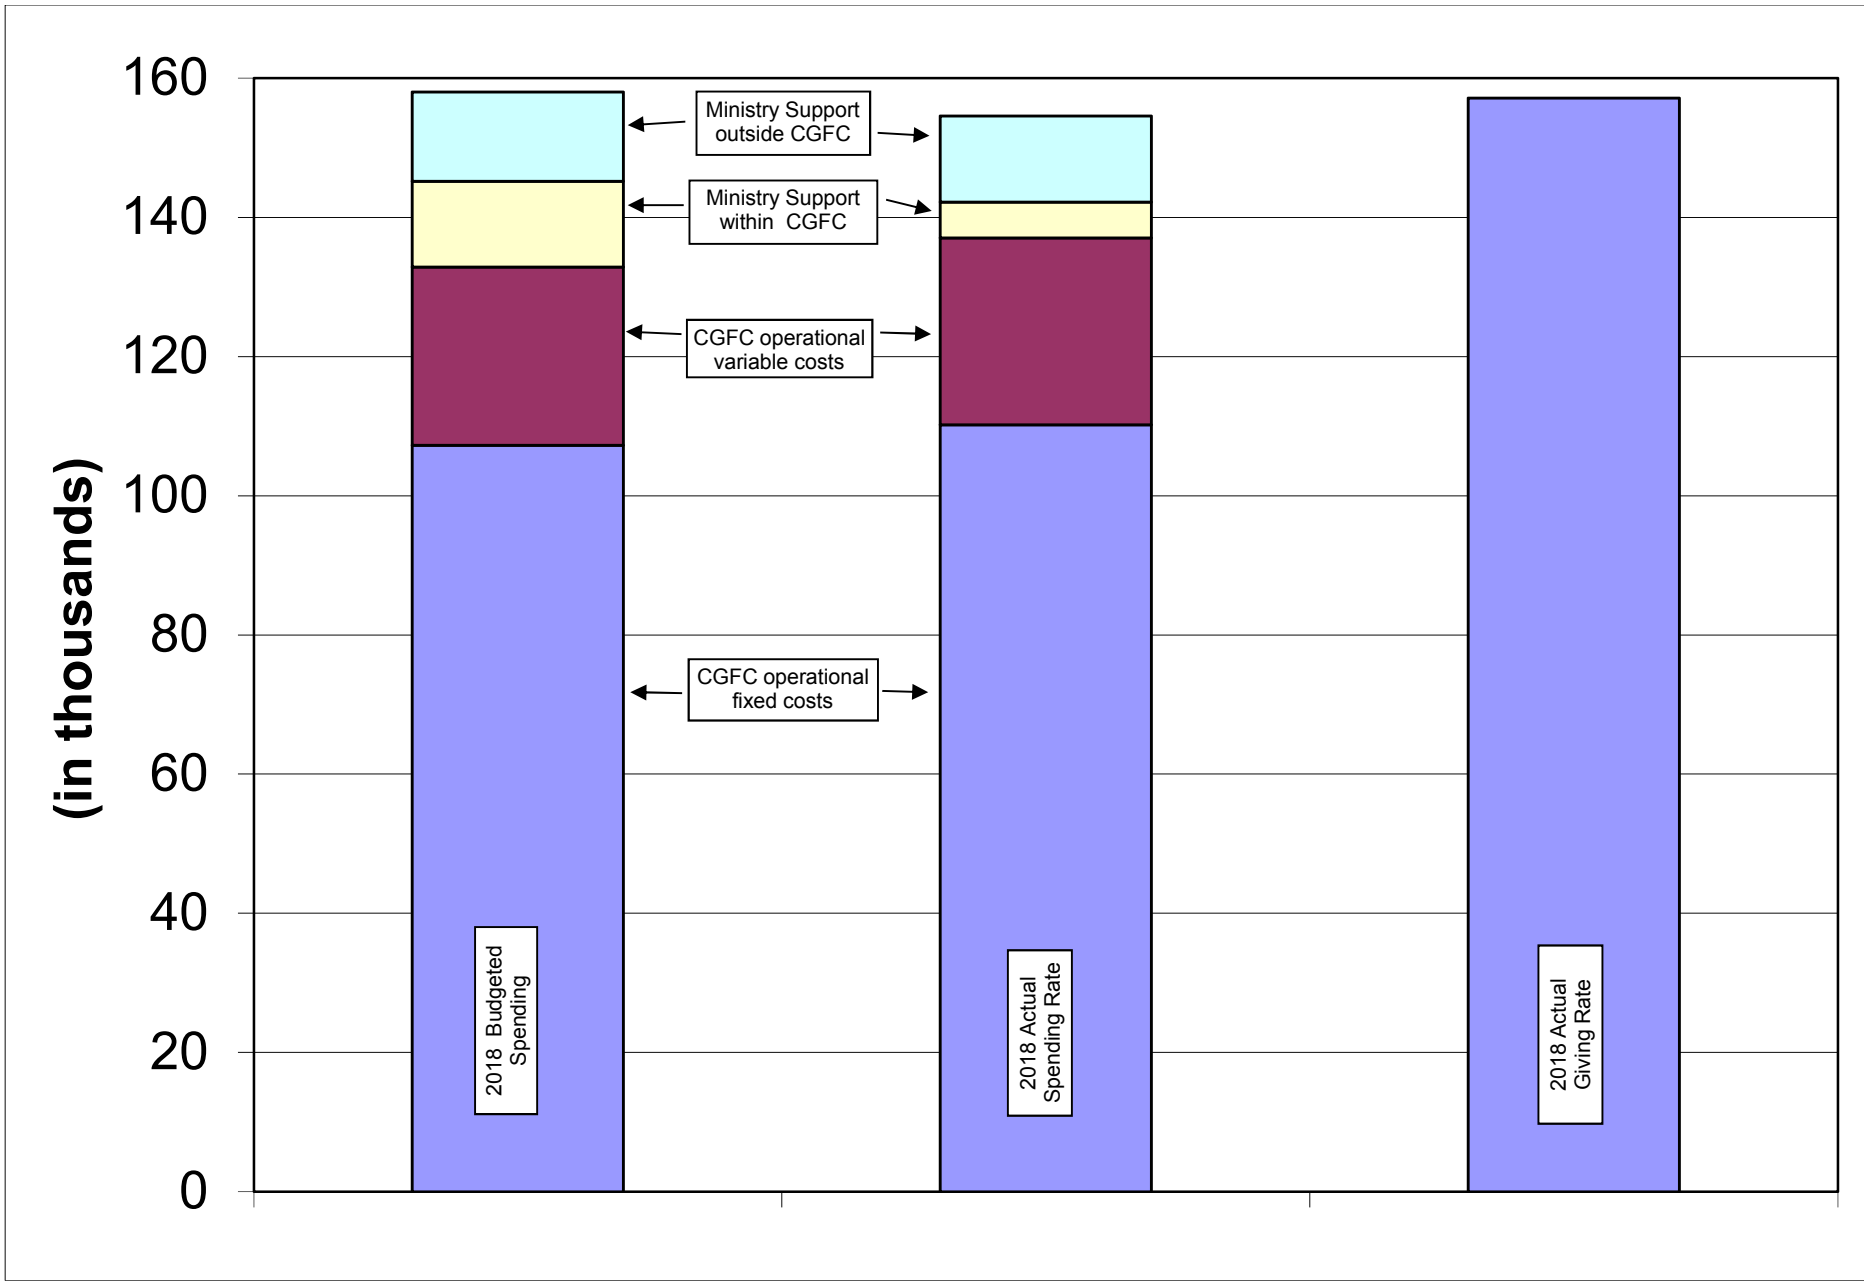 160
140
120
100
80
60
40
20
0
(in thousands)
Ministry Support
outside CGFC
Ministry Support
within  CGFC
CGFC operational
variable costs
CGFC operational
fixed costs
2018  Budgeted
Spending
2018 Actual
Spending Rate
2018 Actual
Giving Rate